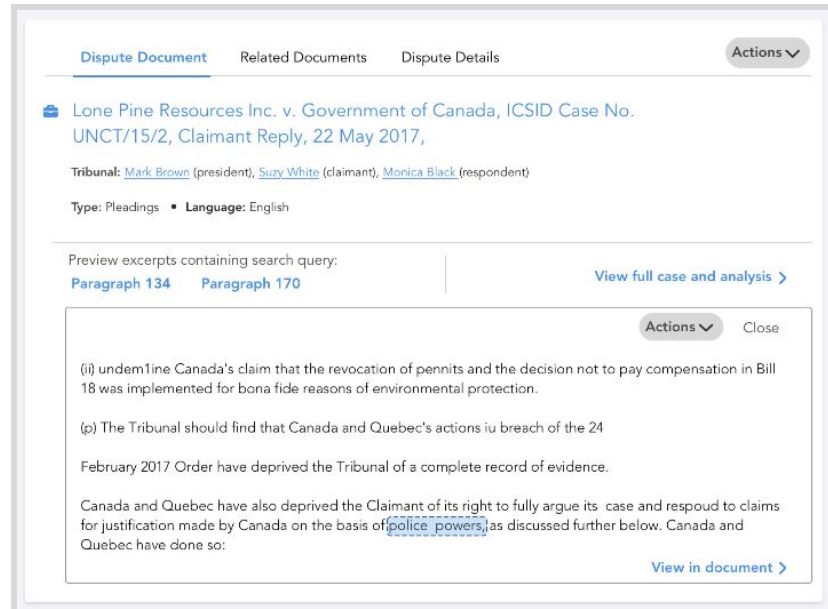 Dispute Document Related Documents Dispute Details Actions
Lone Pine Resources Inc. v. Government of Canada, ICSID Case No.
UNCT/15/2, Claimant Reply, 22 May 2017,
Tribunal: Mark Brown (president), Suzy White (claimant), Monica Black (respondent)
Type: Pleadings • Language: English
Preview excerpts containing search query:
Paragraph 134 Paragraph 170
View full case and analysis
Actions Close
(ii) undem1ine Canada's claim that the revocation of pennits and the decision not to pay compensation in Bill
18 was implemented for bona fide reasons of environmental protection.
(p) The Tribunal should find that Canada and Quebec's actions iu breach of the 24
February 2017 Order have deprived the Tribunal of a complete record of evidence.
Canada and Quebec have also deprived the Claimant of its right to fully argue its case and respoud to claims
for justification made by Canada on the basis of police powers, as discussed further below. Canada and
Quebec have done so:
View in document